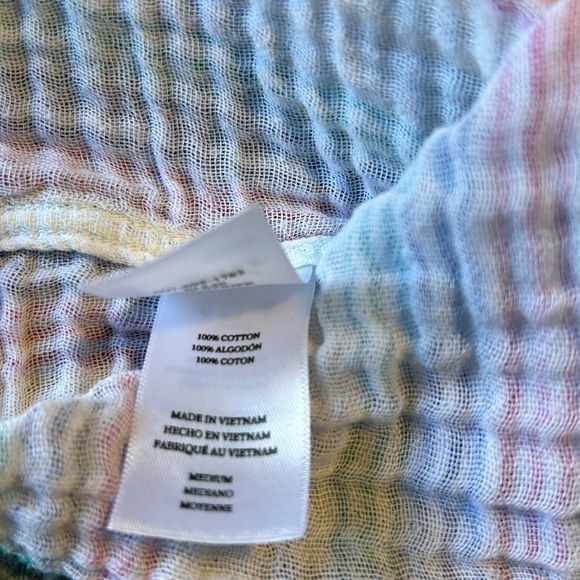 100% COTTON
100% ALGODÓN
100% COTON
MADE IN VIETNAM
HECHO EN VIETNAM
FABRIQUÉ AU VIETNAM
MEDIUM
MEDIANO
MOYENNE